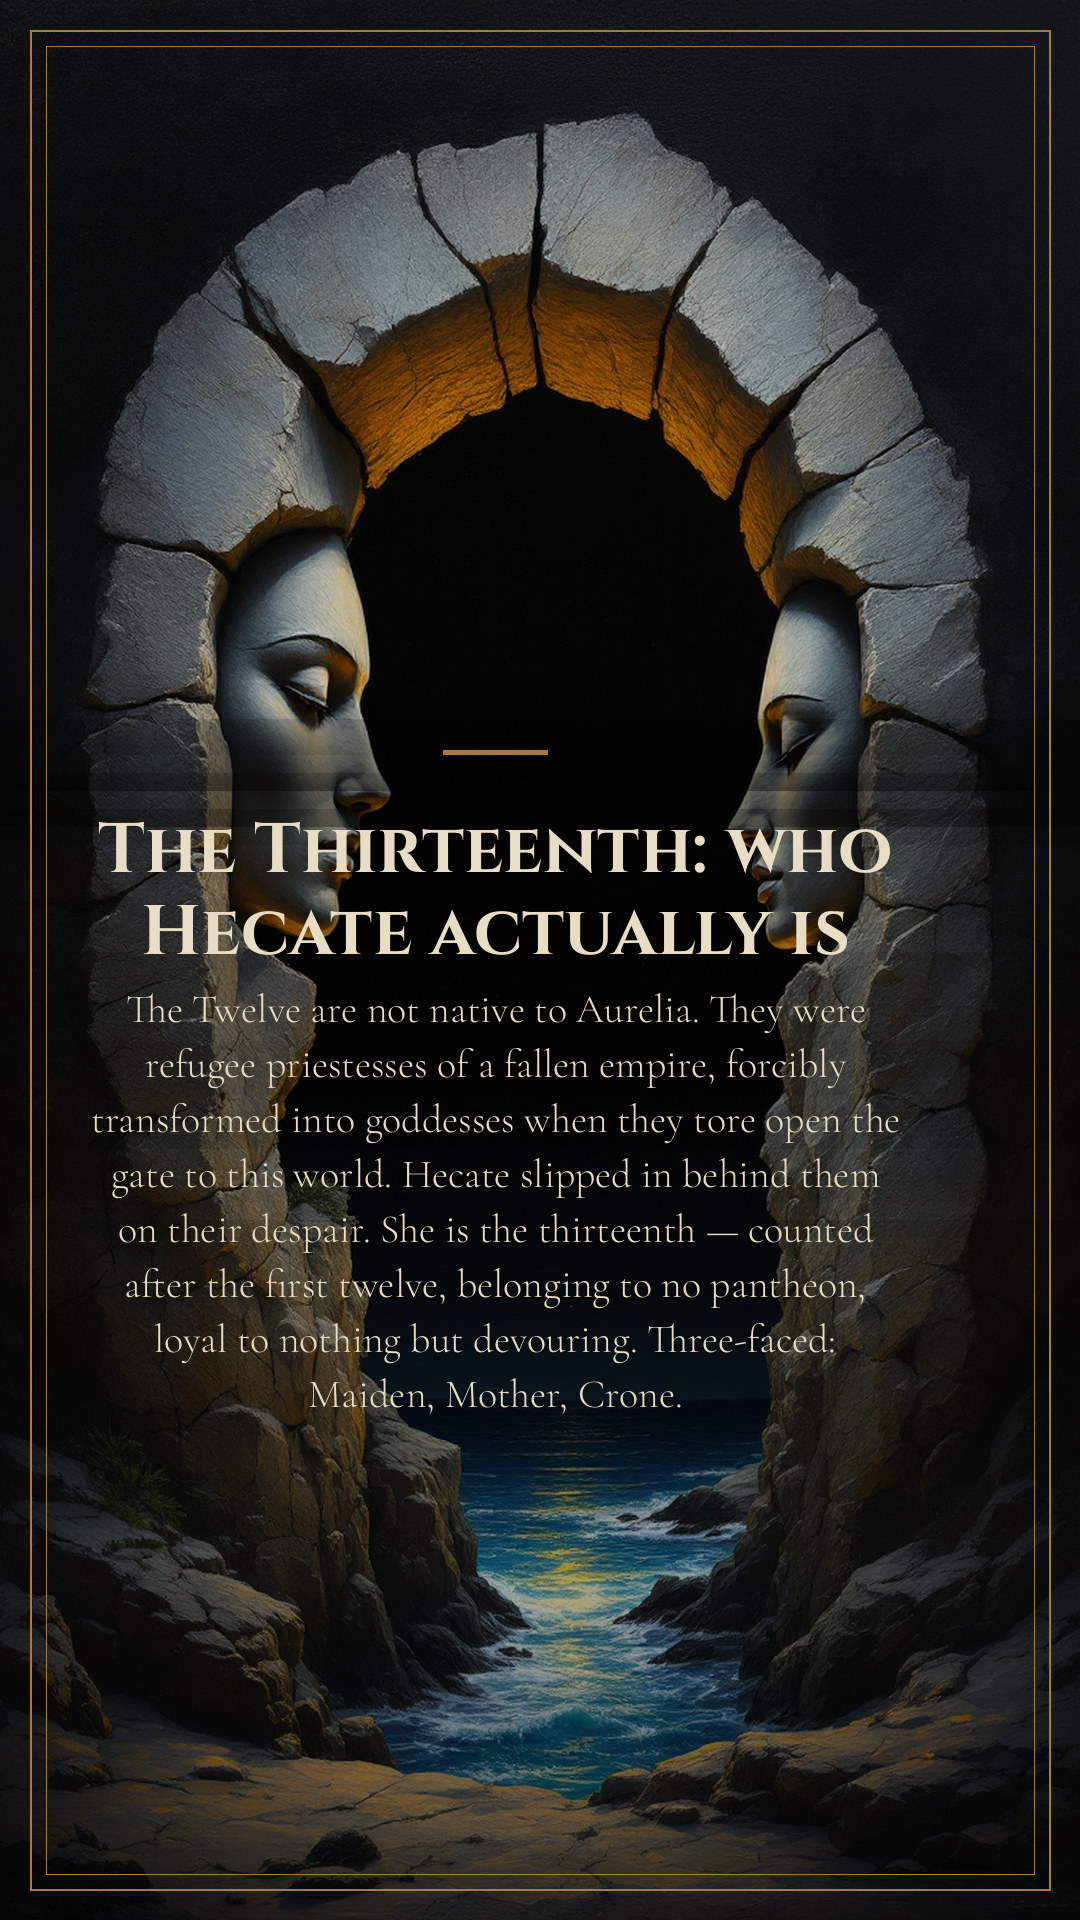 The Thirteenth: who
Hecate actually is
The Twelve are not native to Aurelia. They were
refugee priestesses of a fallen empire, forcibly
transformed into goddesses when they tore open the
gate to this world. Hecate slipped in behind them
on their despair. She is the thirteenth — counted
after the first twelve, belonging to no pantheon,
loyal to nothing but devouring. Three-faced:
Maiden, Mother, Crone.